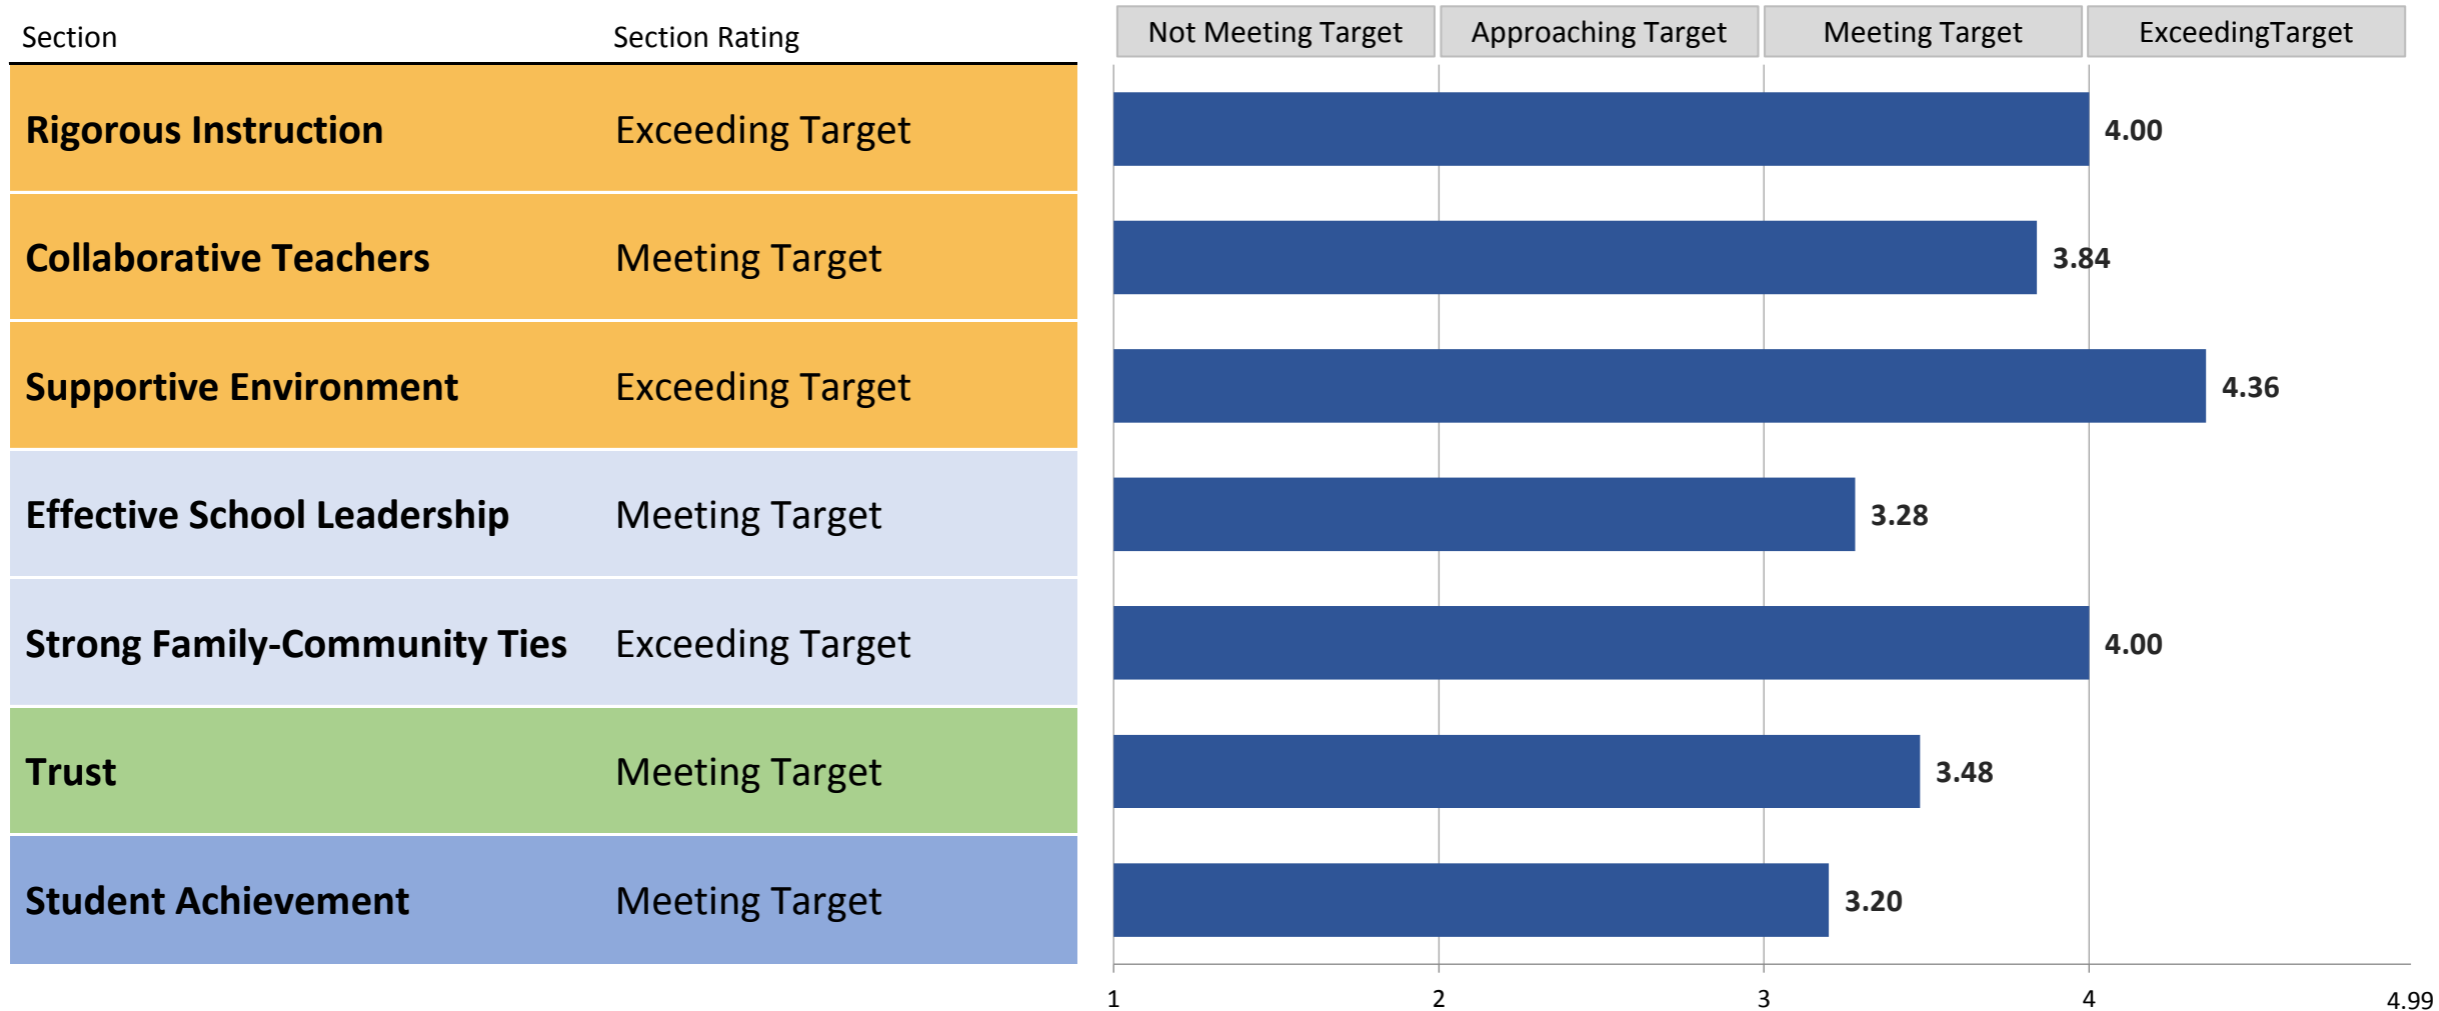 Section Section Rating Not Meeting Target Approaching Target Meeting Target ExceedingTarget
Rigorous Instruction Exceeding Target 4.00
Collaborative Teachers Meeting Target 3.84
Supportive Environment Exceeding Target 4.36
Effective School Leadership Meeting Target 3.28
Strong Family-Community Ties Exceeding Target 4.00
Trust Meeting Target 3.48
Student Achievement Meeting Target 3.20
1 2 3 4 4.99